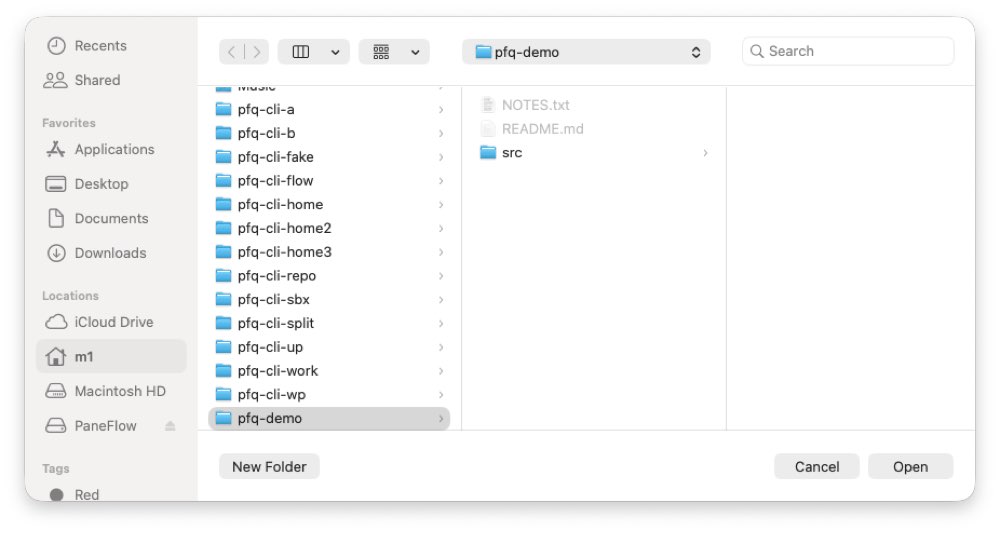 Recents
Shared
Favorites
Applications
Desktop
Documents
Downloads
Locations
iCloud Drive
m1
Macintosh HD
PaneFlow
Tags
Red
pfq-demo
Search
Music
pfq-cli-a
pfq-cli-b
pfq-cli-fake
pfq-cli-flow
pfq-cli-home
pfq-cli-home2
pfq-cli-home3
pfq-cli-repo
pfq-cli-sbx
pfq-cli-split
pfq-cli-up
pfq-cli-work
pfq-cli-wp
pfq-demo
NOTES.txt
README.md
src
New Folder
Cancel
Open